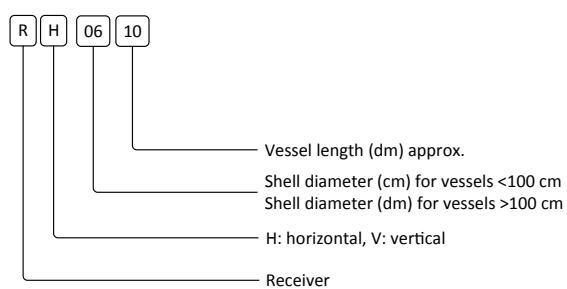 R H 06 10
Vessel length (dm) approx.
Shell diameter (cm) for vessels <100 cm
Shell diameter (dm) for vessels >100 cm
H: horizontal, V: vertical
Receiver